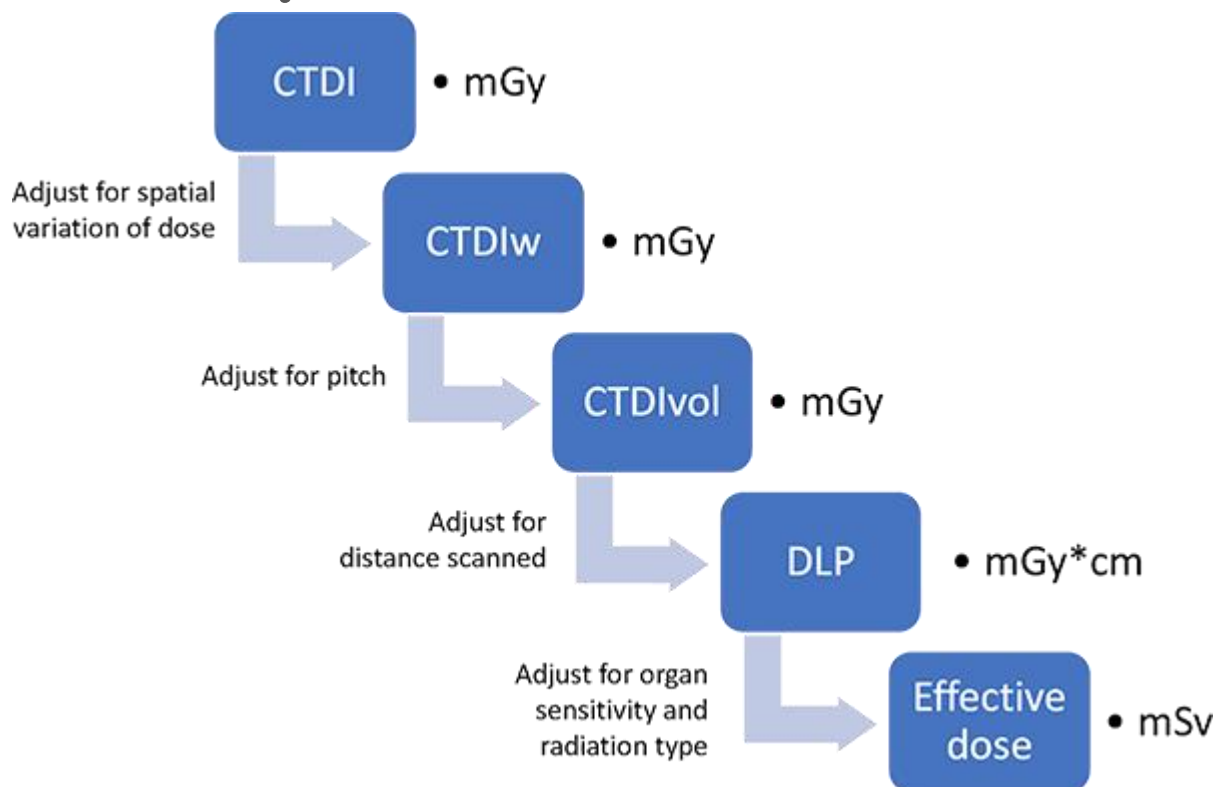 CTDI
• mGy
Adjust for spatial
variation of dose
CTDIw
• mGy
Adjust for pitch
CTDIvol
• mGy
Adjust for
distance scanned
DLP
• mGy*cm
Adjust for organ
sensitivity and
radiation type
Effective
dose
• mSv